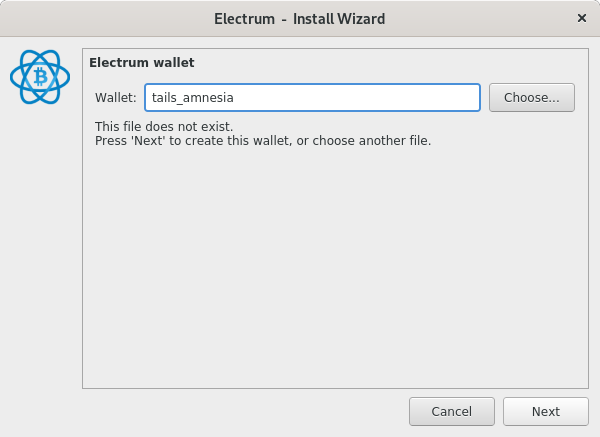 Electrum - Install Wizard
×
Electrum wallet
Wallet: tails_amnesia Choose...
This file does not exist.
Press 'Next' to create this wallet, or choose another file.
Cancel Next